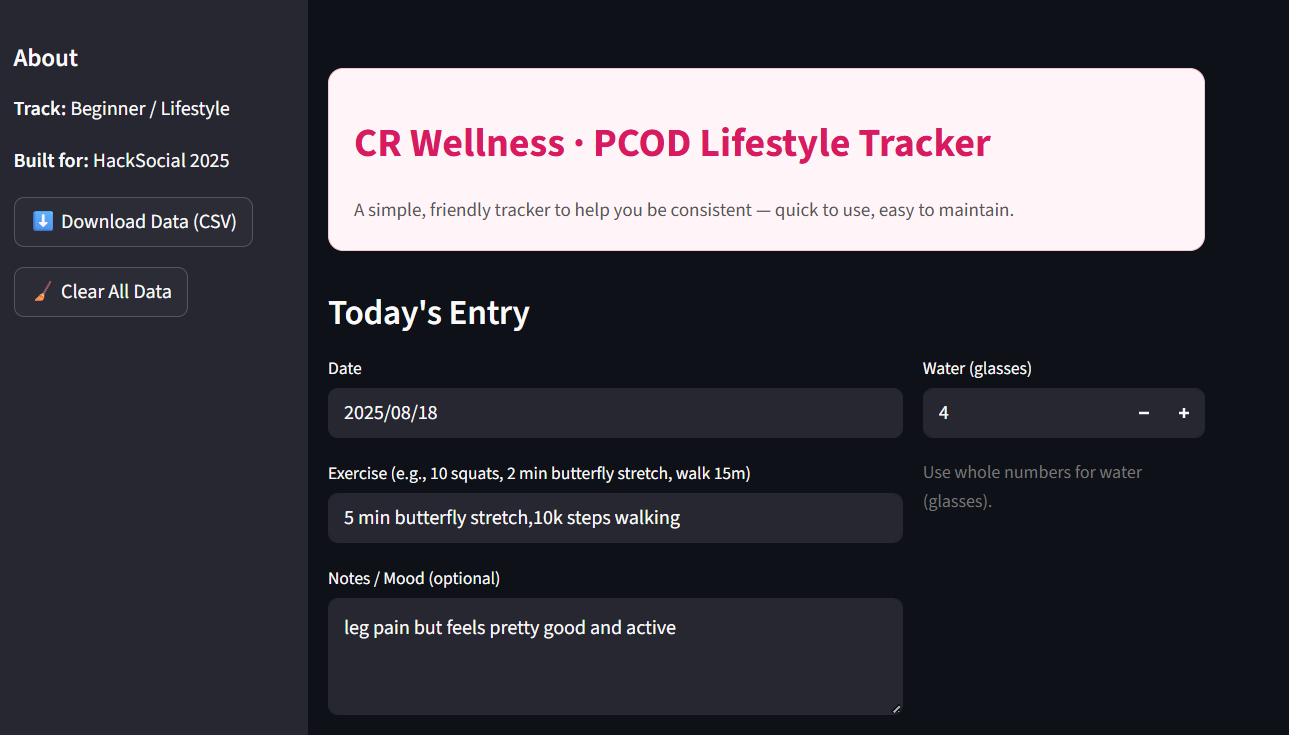 About
Track: Beginner / Lifestyle
Built for: HackSocial 2025
Download Data (CSV)
Clear All Data
CR Wellness · PCOD Lifestyle Tracker
A simple, friendly tracker to help you be consistent — quick to use, easy to maintain.
Today's Entry
Date
2025/08/18
Water (glasses)
4
Use whole numbers for water
(glasses).
Exercise (e.g., 10 squats, 2 min butterfly stretch, walk 15m)
5 min butterfly stretch,10k steps walking
Notes / Mood (optional)
leg pain but feels pretty good and active